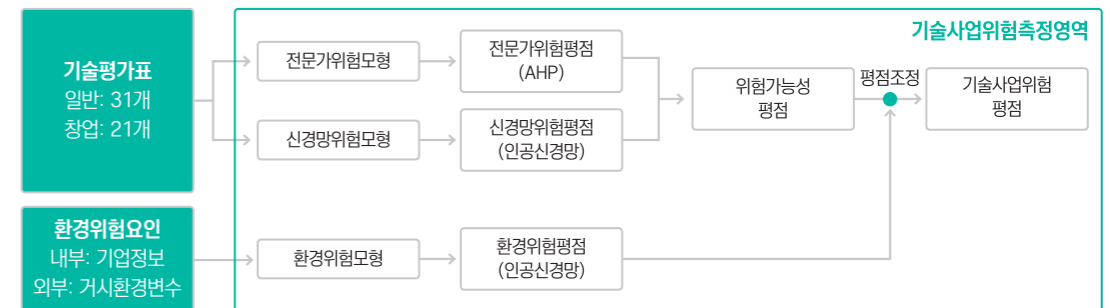 기술사업위험측정영역
기술평가표
일반: 31개
창업: 21개
전문가위험모형
전문가위험평점
(AHP)
신경망위험모형
신경망위험평점
(인공신경망)
위험가능성
평점
평점조정
기술사업위험
평점
환경위험요인
내부: 기업정보
외부: 거시환경변수
환경위험모형
환경위험평점
(인공신경망)